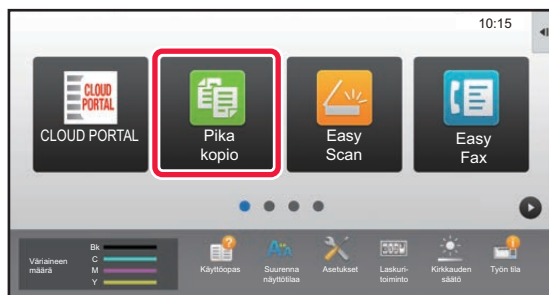 10:15
CLOUD
PORTAL
CLOUD PORTAL
Pika
kopio
Easy
Scan
Easy
Fax
Väriaineen
määrä
Bk
C
M
Y
Käyttöopas
Suurenna
näyttötilaa
Asetukset
Laskuri-
toiminto
Kirkkauden
säätö
Työn tila